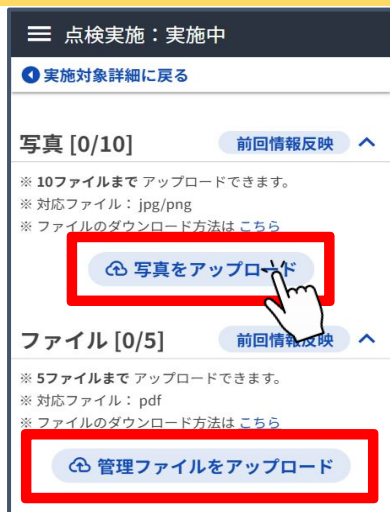 点検実施：実施中
実施対象詳細に戻る
写真 [0/10]
前回情報反映
※ 10ファイルまで アップロードできます。
※ 対応ファイル： jpg/png
※ ファイルのダウンロード方法は こちら
写真をアップロード
ファイル [0/5]
前回情報反映
※ 5ファイルまで アップロードできます。
※ 対応ファイル： pdf
※ ファイルのダウンロード方法は こちら
管理ファイルをアップロード